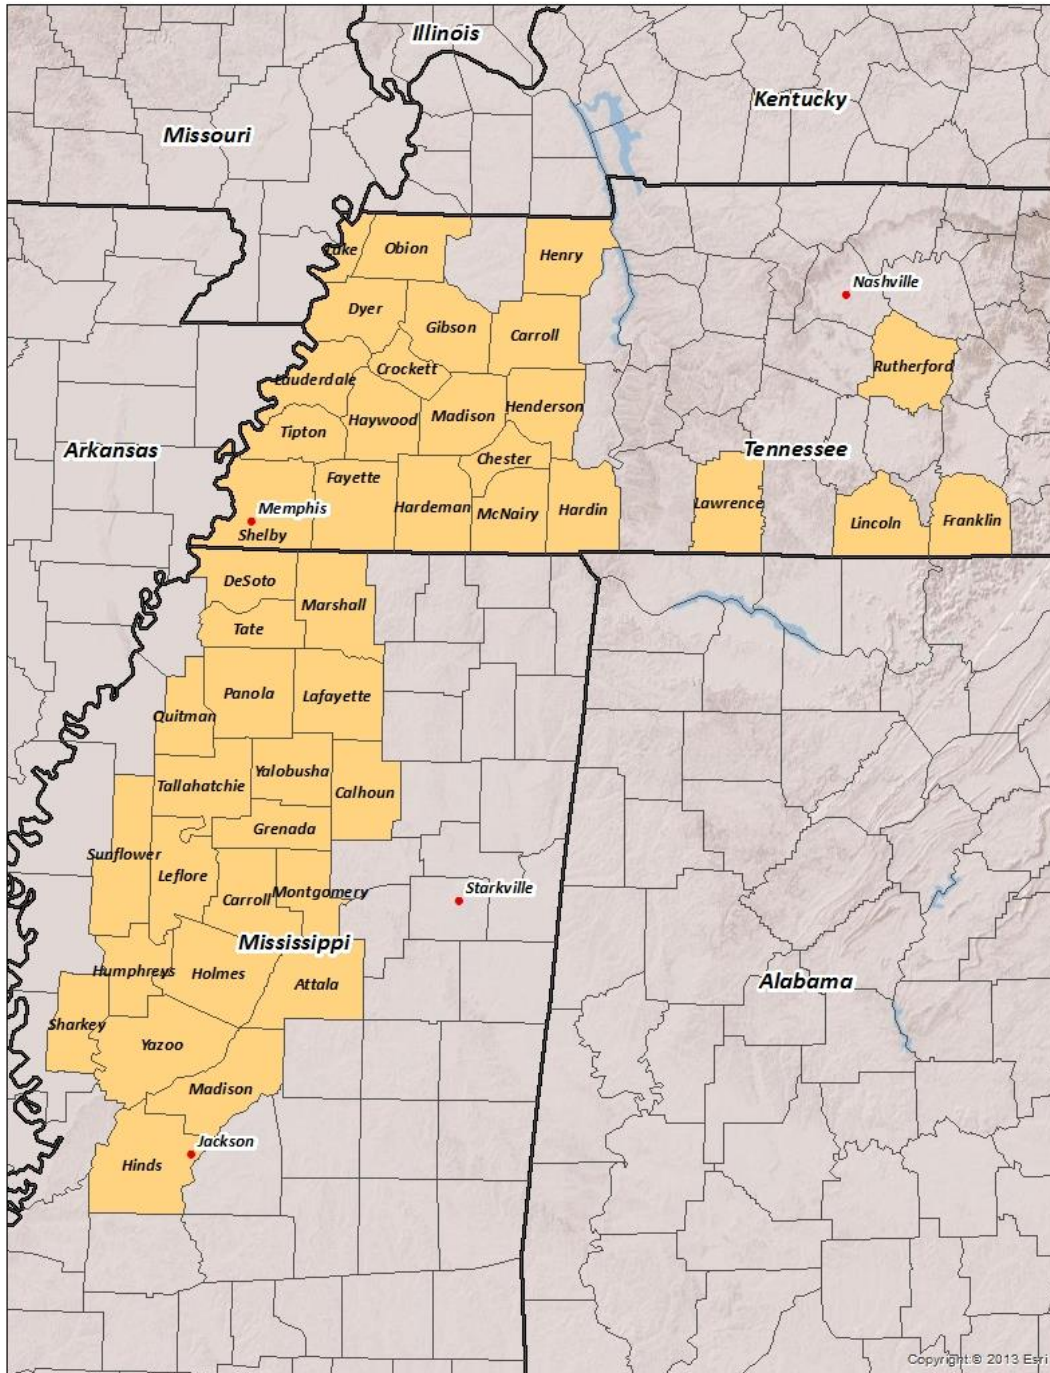 Illinois
Kentucky
Missouri
Lake
Obion
Henry
Nashville
Dyer
Gibson
Carroll
Rutherford
Crockett
Lauderdale
Henderson
Madison
Haywood
Tipton
Arkansas
Tennessee
Chester
Fayette
Lawrence
Hardeman
Memphis
McNairy
Hardin
Lincoln
Franklin
Shelby
DeSoto
Marshall
Tate
Panola
Lafayette
Quitman
Yalobusha
Tallahatchie
Calhoun
Grenada
Sunflower
Leflore
Starkville
Montgomery
Carroll
Mississippi
Humphreys
Holmes
Attala
Alabama
Sharkey
Yazoo
Madison
Jackson
Hinds
Copyright:© 2013 Esri